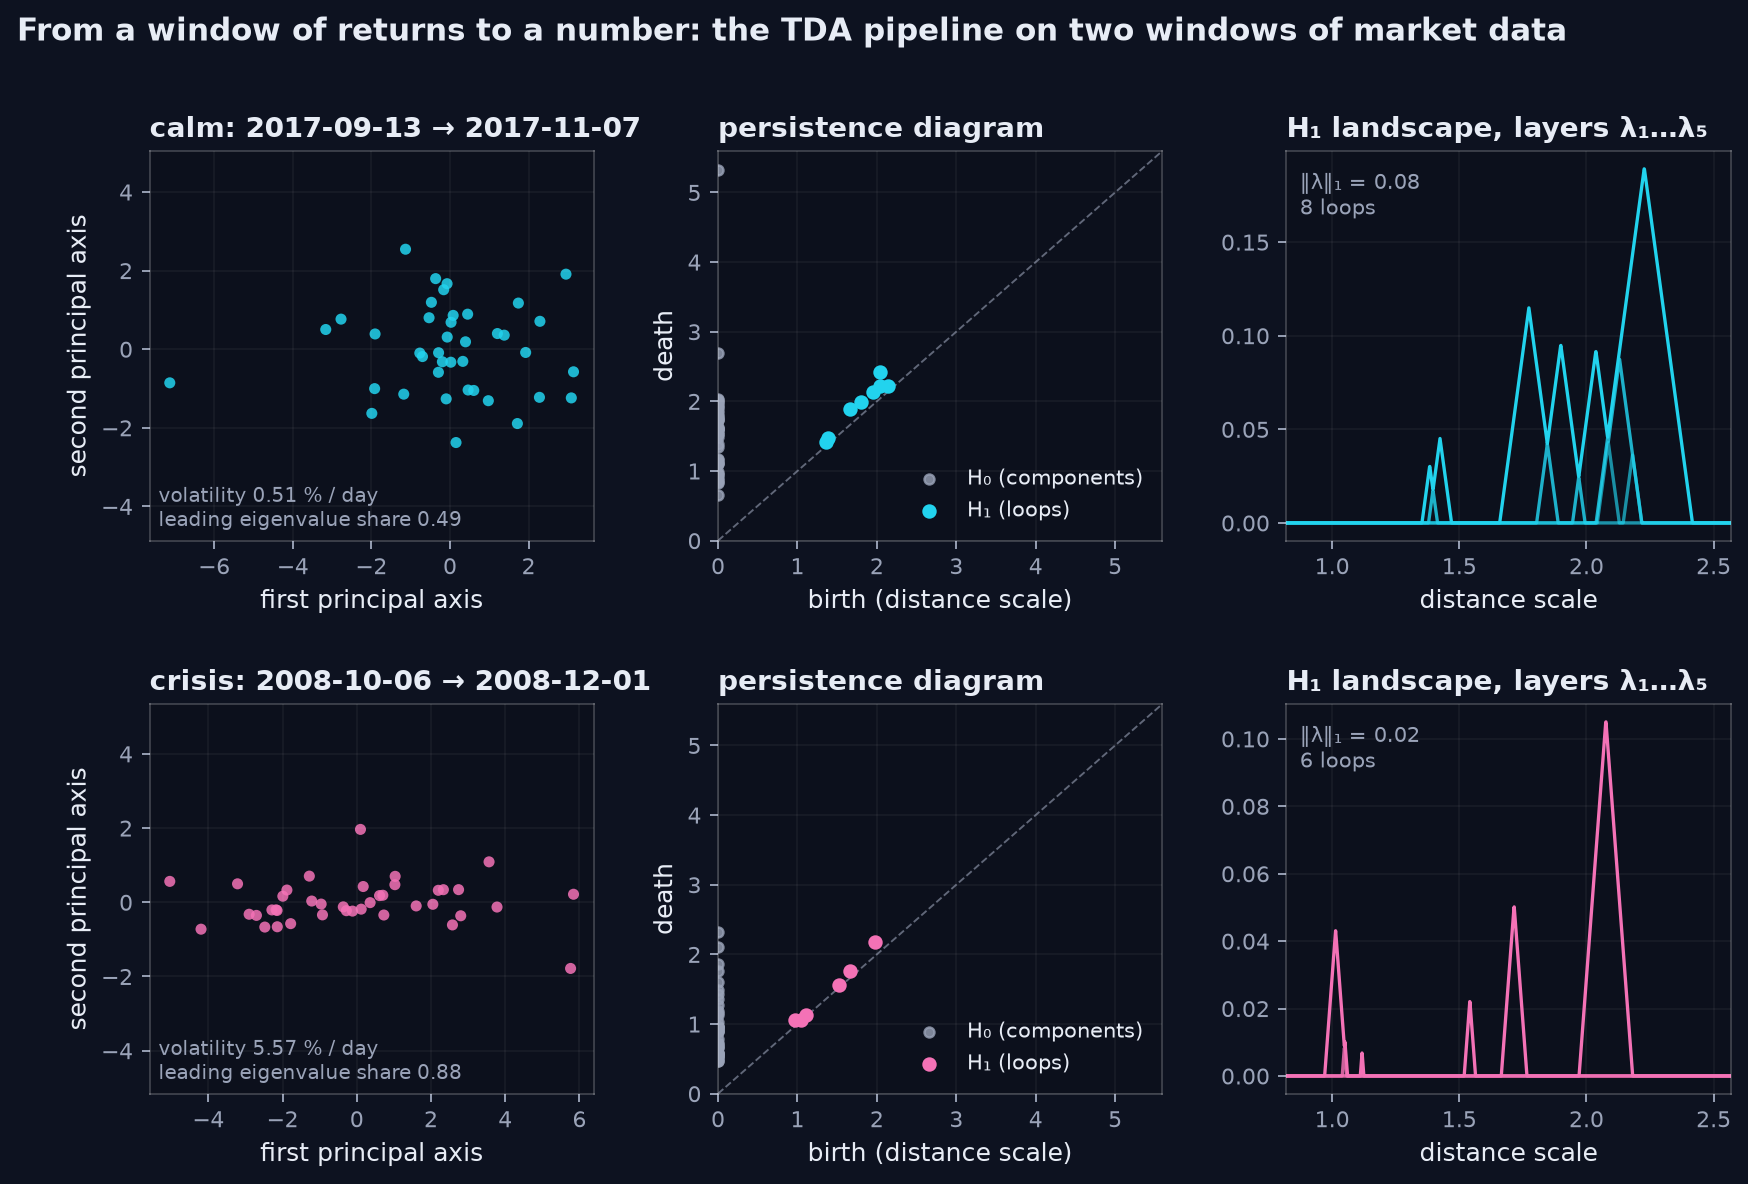 From a window of returns to a number: the TDA pipeline on two windows of market data
calm: 2017-09-13 → 2017-11-07
second principal axis
4
2
0
−2
−4
volatility 0.51 % / day
leading eigenvalue share 0.49
−6
−4
−2
0
2
first principal axis
persistence diagram
death
5
4
3
2
1
0
H₀ (components)
H₁ (loops)
0
1
2
3
4
5
birth (distance scale)
H₁ landscape, layers λ₁…λ₅
‖λ‖₁ = 0.08
8 loops
0.15
0.10
0.05
0.00
1.0
1.5
2.0
2.5
distance scale
crisis: 2008-10-06 → 2008-12-01
second principal axis
4
2
0
−2
−4
volatility 5.57 % / day
leading eigenvalue share 0.88
−4
−2
0
2
4
6
first principal axis
persistence diagram
death
5
4
3
2
1
0
H₀ (components)
H₁ (loops)
0
1
2
3
4
5
birth (distance scale)
H₁ landscape, layers λ₁…λ₅
‖λ‖₁ = 0.02
6 loops
0.10
0.08
0.06
0.04
0.02
0.00
1.0
1.5
2.0
2.5
distance scale